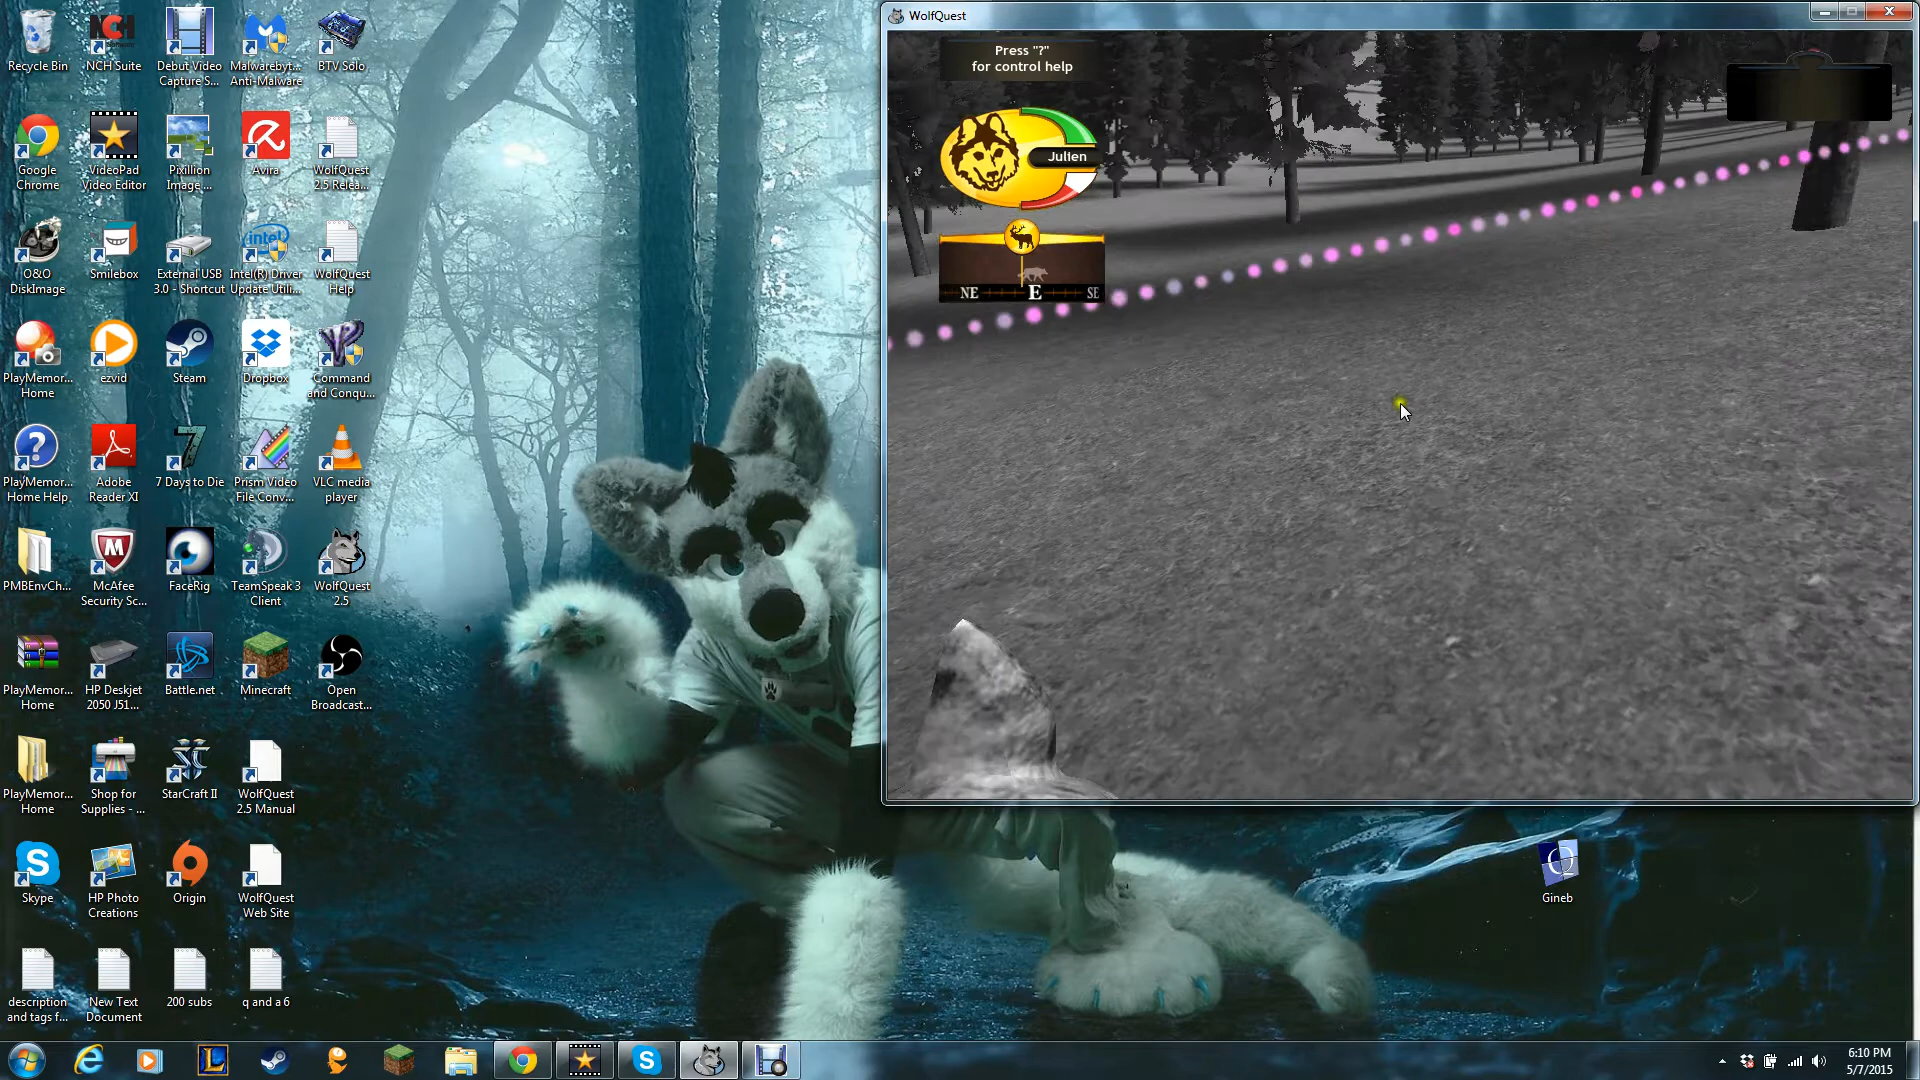 Recycle Bin
NCH Suite
Debut Video
Capture S...
Malwarebyt...
Anti-Malware
BTV Solo
Google
Chrome
VideoPad
Video Editor
Pixillion
Image ...
Avira
WolfQuest
2.5 Relea...
O&O
DiskImage
Smilebox
External USB
3.0 - Shortcut
Intel(R) Driver
Update Utili...
WolfQuest
Help
PlayMemor...
Home
ezvid
Steam
Dropbox
Command
and Conqu...
PlayMemor...
Home Help
Adobe
Reader XI
7 Days to Die
Prism Video
File Conv...
VLC media
player
PMBEnvCh...
McAfee
Security Sc...
FaceRig
TeamSpeak 3
Client
WolfQuest
2.5
PlayMemor...
Home
HP Deskjet
2050 J51...
Battle.net
Minecraft
Open
Broadcast...
PlayMemor...
Home
Shop for
Supplies - ...
StarCraft II
WolfQuest
2.5 Manual
Skype
HP Photo
Creations
Origin
WolfQuest
Web Site
description
and tags f...
New Text
Document
200 subs
q and a 6
WolfQuest
Press "?"
for control help
Julien
NE E SE
Gineb
6:10 PM
5/7/2015